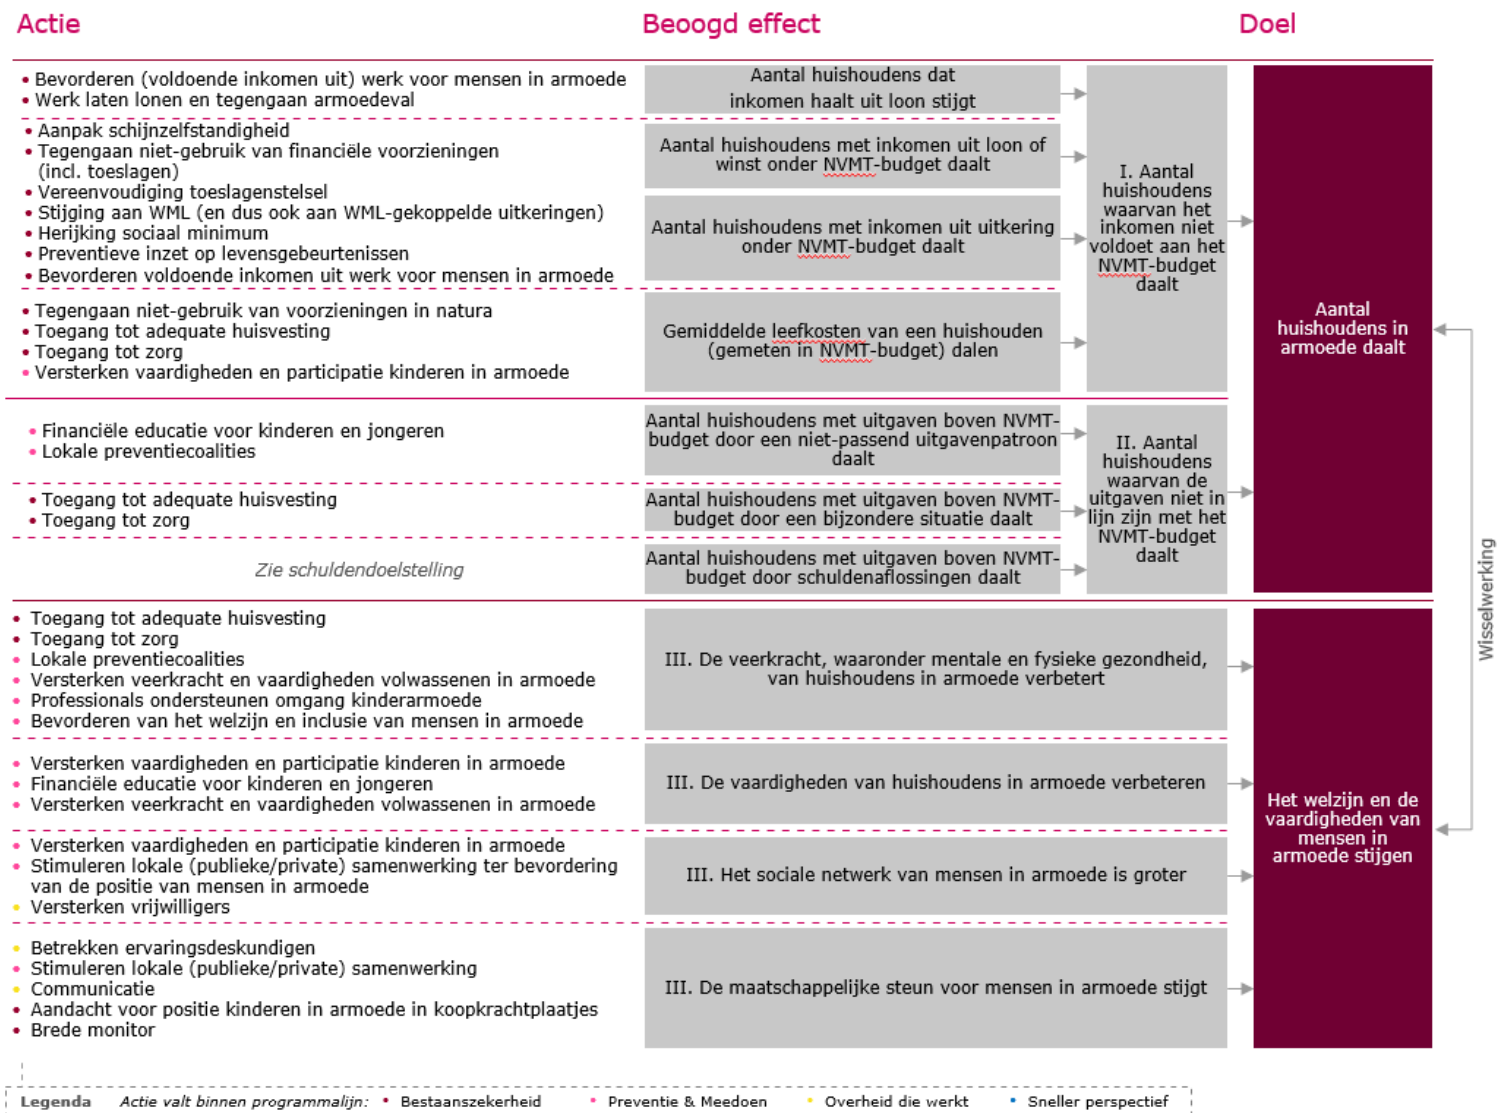 Actie
Beoogd effect
Doel
• Bevorderen (voldoende inkomen uit) werk voor mensen in armoede
• Werk laten lonen en tegengaan armoedeval
Aantal huishoudens dat
inkomen haalt uit loon stijgt
• Aanpak schijnzelfstandigheid
• Tegengaan niet-gebruik van financiële voorzieningen
(incl. toeslagen)
• Vereenvoudiging toeslagenstelsel
• Stijging aan WML (en dus ook aan WML-gekoppelde uitkeringen)
• Herijking sociaal minimum
• Preventieve inzet op levensgebeurtenissen
• Bevorderen voldoende inkomen uit werk voor mensen in armoede
Aantal huishoudens met inkomen uit loon of
winst onder NVMT-budget daalt
Aantal huishoudens met inkomen uit uitkering
onder NVMT-budget daalt
• Tegengaan niet-gebruik van voorzieningen in natura
• Toegang tot adequate huisvesting
• Toegang tot zorg
• Versterken vaardigheden en participatie kinderen in armoede
Gemiddelde leefkosten van een huishouden
(gemeten in NVMT-budget) dalen
I. Aantal
huishoudens
waarvan het
inkomen niet
voldoet aan het
NVMT-budget
daalt
Aantal
huishoudens in
armoede daalt
• Financiële educatie voor kinderen en jongeren
• Lokale preventiecoalities
Aantal huishoudens met uitgaven boven NVMT-
budget door een niet-passend uitgavenpatroon
daalt
• Toegang tot adequate huisvesting
• Toegang tot zorg
Aantal huishoudens met uitgaven boven NVMT-
budget door een bijzondere situatie daalt
Zie schuldendoelstelling
Aantal huishoudens met uitgaven boven NVMT-
budget door schuldenaflossingen daalt
II. Aantal
huishoudens
waarvan de
uitgaven niet in
lijn zijn met het
NVMT-budget
daalt
Wisselwerking
• Toegang tot adequate huisvesting
• Toegang tot zorg
• Lokale preventiecoalities
• Versterken veerkracht en vaardigheden volwassenen in armoede
• Professionals ondersteunen omgang kinderarmoede
• Bevorderen van het welzijn en inclusie van mensen in armoede
III. De veerkracht, waaronder mentale en fysieke gezondheid,
van huishoudens in armoede verbetert
• Versterken vaardigheden en participatie kinderen in armoede
• Financiële educatie voor kinderen en jongeren
• Versterken veerkracht en vaardigheden volwassenen in armoede
III. De vaardigheden van huishoudens in armoede verbeteren
• Versterken vaardigheden en participatie kinderen in armoede
• Stimuleren lokale (publieke/private) samenwerking ter bevordering
van de positie van mensen in armoede
• Versterken vrijwilligers
III. Het sociale netwerk van mensen in armoede is groter
• Betrekken ervaringsdeskundigen
• Stimuleren lokale (publieke/private) samenwerking
• Communicatie
• Aandacht voor positie kinderen in armoede in koopkrachtplaatjes
• Brede monitor
III. De maatschappelijke steun voor mensen in armoede stijgt
Het welzijn en de
vaardigheden van
mensen in
armoede stijgen
Legenda Actie valt binnen programmalijn: • Bestaanszekerheid • Preventie & Meedoen • Overheid die werkt • Sneller perspectief